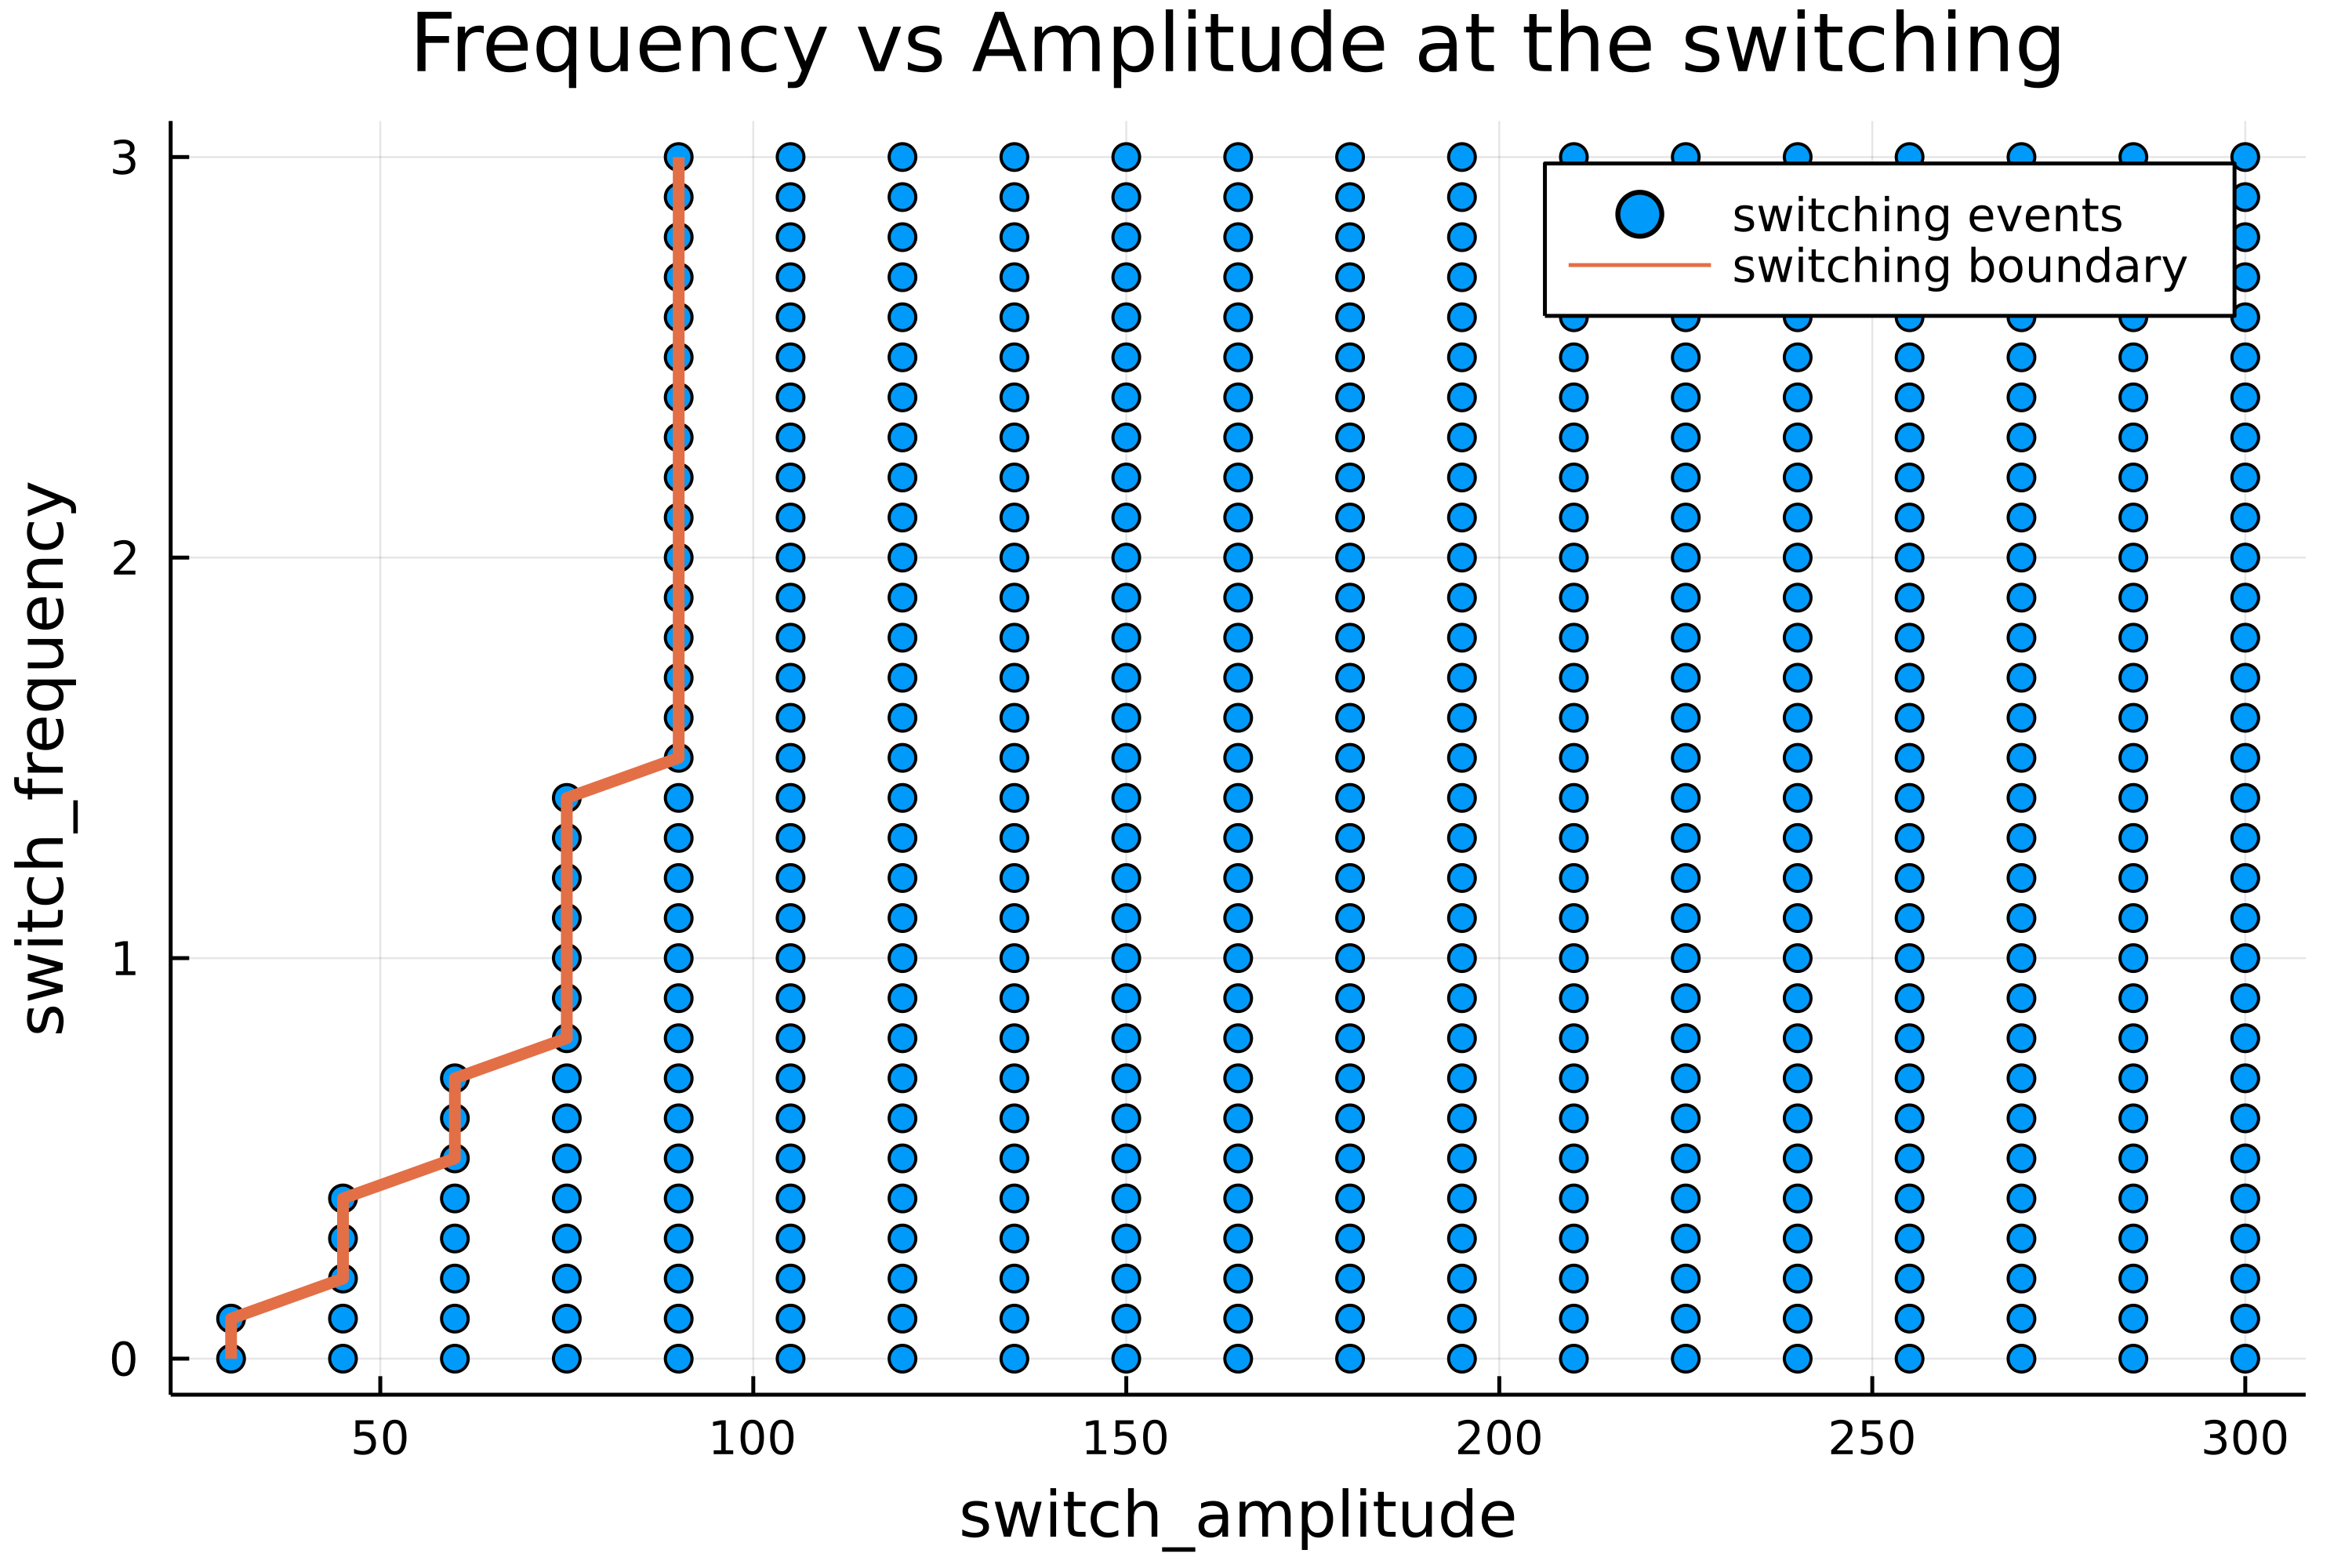 Frequency vs Amplitude at the switching
switching events
switching boundary
switch_frequency
3
2
1
0
50 100 150 200 250 300
switch_amplitude